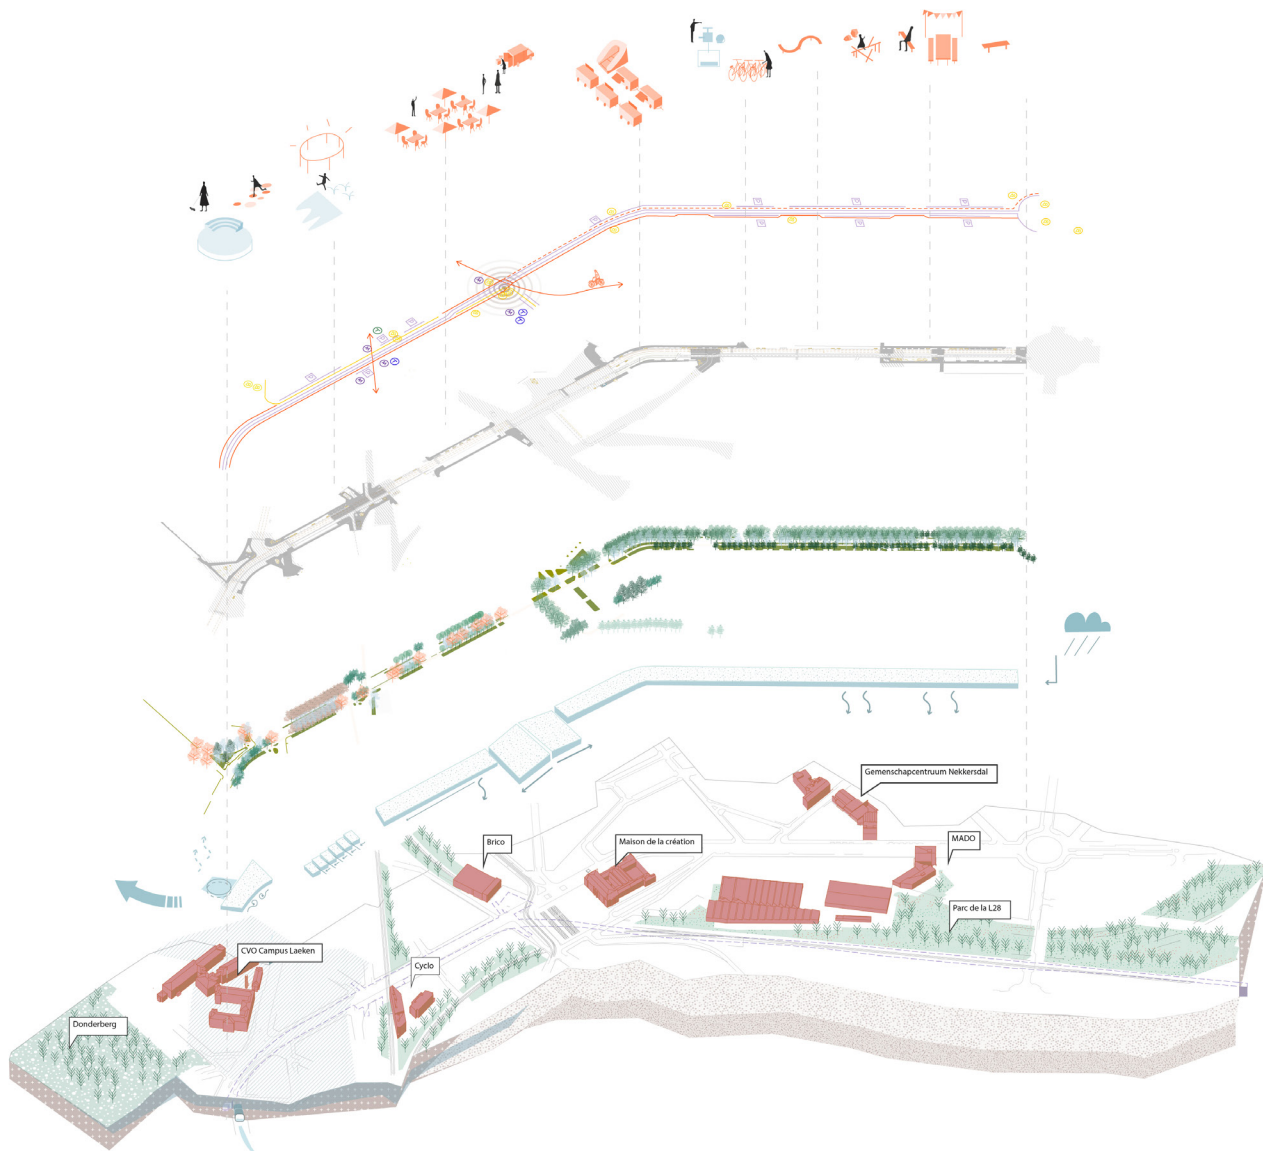 Gemenschapcentruum Nekkersdal
Brico
Maison de la création
MADO
Parc de la L28
CVO Campus Laeken
Cyclo
Donderberg